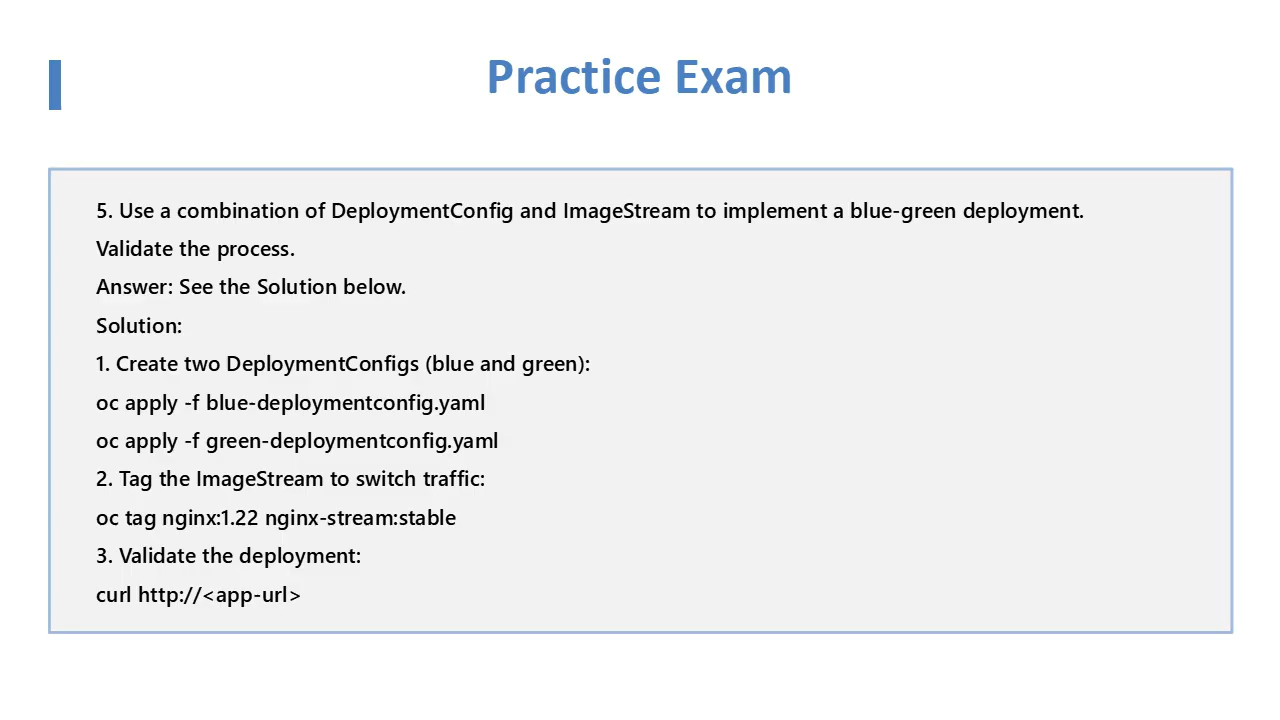 Practice Exam
5. Use a combination of DeploymentConfig and ImageStream to implement a blue-green deployment.
Validate the process.
Answer: See the Solution below.
Solution:
1. Create two DeploymentConfigs (blue and green):
oc apply -f blue-deploymentconfig.yaml
oc apply -f green-deploymentconfig.yaml
2. Tag the ImageStream to switch traffic:
oc tag nginx:1.22 nginx-stream:stable
3. Validate the deployment:
curl http://<app-url>